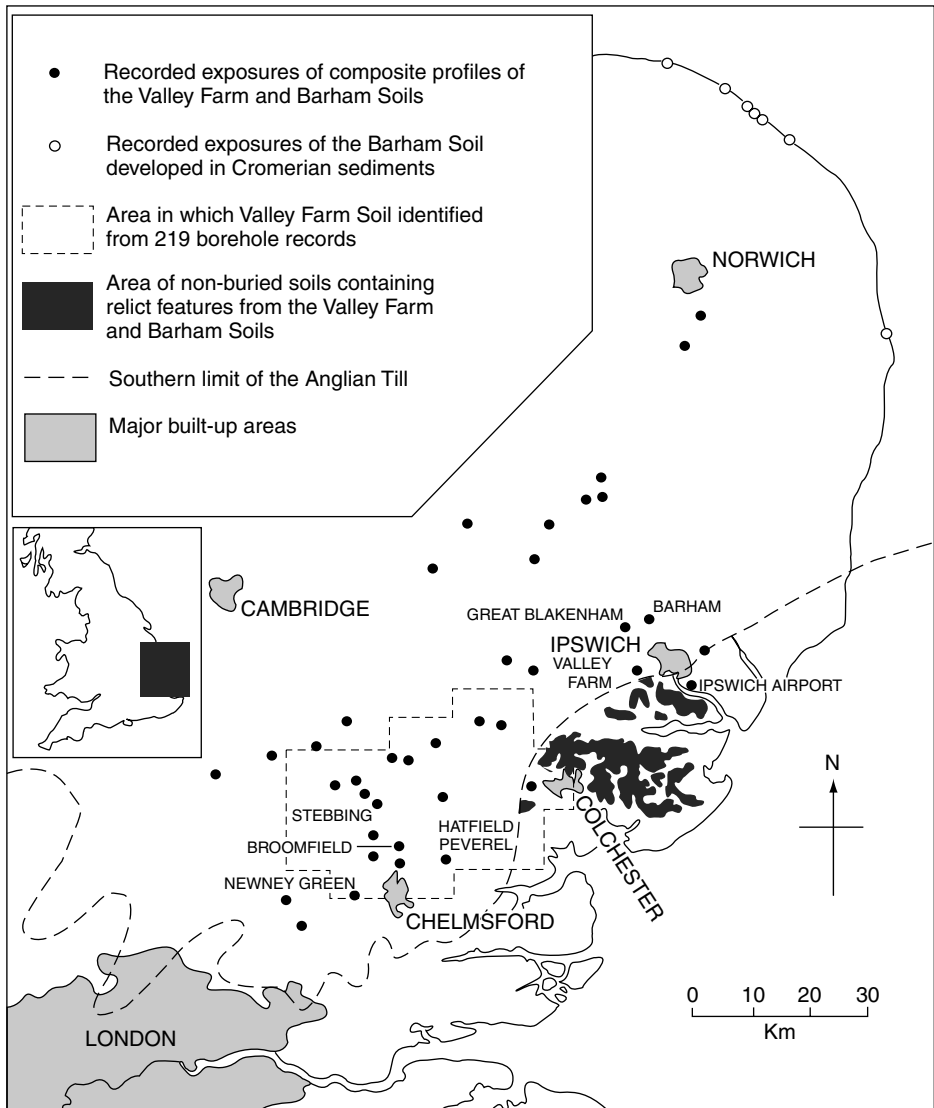 Recorded exposures of composite profiles of
the Valley Farm and Barham Soils
Recorded exposures of the Barham Soil
developed in Cromerian sediments
Area in which Valley Farm Soil identified
from 219 borehole records
Area of non-buried soils containing
relict features from the Valley Farm
and Barham Soils
Southern limit of the Anglian Till
Major built-up areas
NORWICH
CAMBRIDGE
GREAT BLAKENHAM
BARHAM
IPSWICH
VALLEY
FARM
IPSWICH AIRPORT
STEBBING
BROOMFIELD
HATFIELD
PEVEREL
NEWNEY GREEN
COLCHESTER
CHELMSFORD
LONDON
N
0 10 20 30
Km